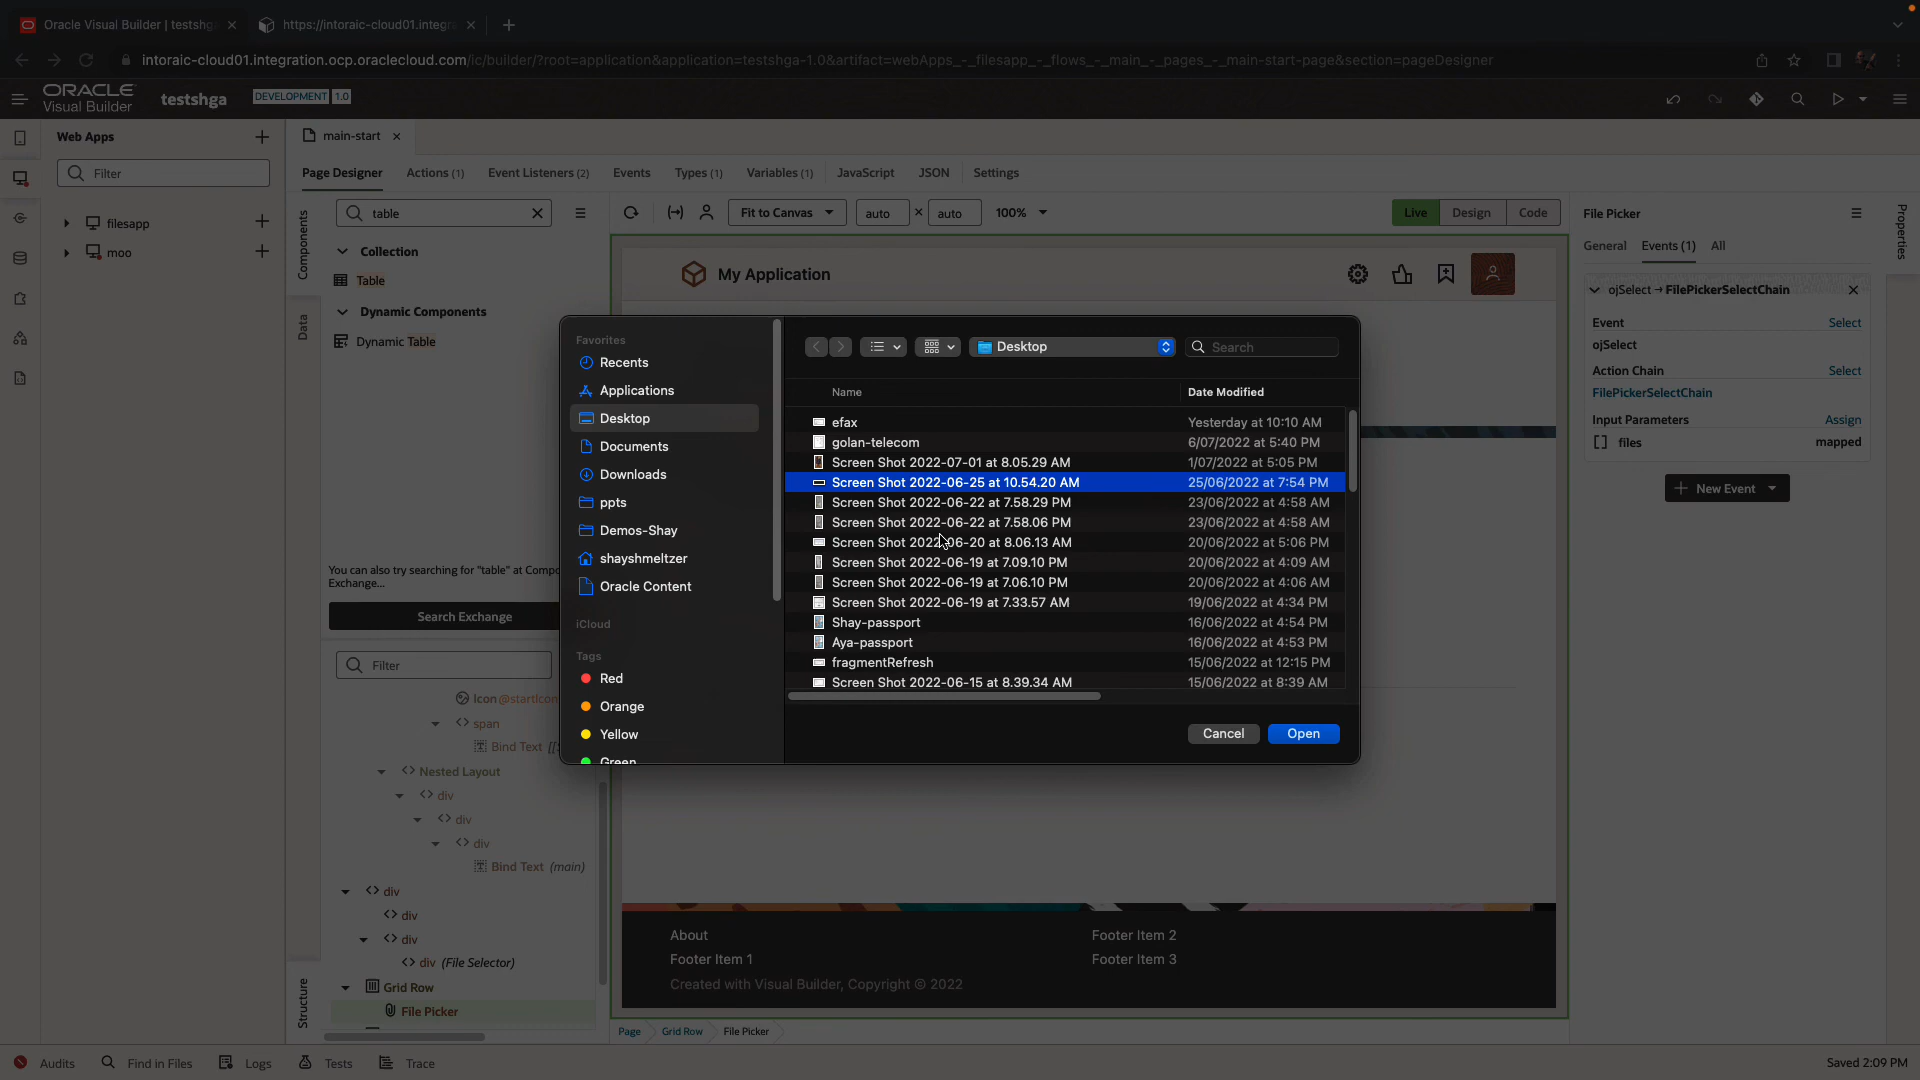 Oracle Visual Builder | testshg
https://intoraic-cloud01.integr
intoraic-cloud01.integration.ocp.oraclecloud.com/ic/builder/?root=application&application=testshga-1.0&artifact=webApps_-_filesapp_-_flows_-_main_-_pages_-_main-start-page&section=pageDesigner
ORACLE
Visual Builder
testshga
DEVELOPMENT 1.0
Web Apps
Filter
filesapp
moo
main-start
Page Designer
Actions (1)
Event Listeners (2)
Events
Types (1)
Variables (1)
JavaScript
JSON
Settings
Components
Data
Structure
table
Collection
Table
Dynamic Components
Dynamic Table
You can also try searching for "table" at Comp
Exchange...
Search Exchange
Filter
Icon @startIcon
span
Bind Text [['
Nested Layout
div
div
div
Bind Text (main)
div
div
div
div (File Selector)
Grid Row
File Picker
Fit to Canvas
auto × auto
100%
Live
Design
Code
My Application
Favorites
Recents
Applications
Desktop
Documents
Downloads
ppts
Demos-Shay
shayshmeltzer
Oracle Content
iCloud
Tags
Red
Orange
Yellow
Green
Desktop
Search
Name Date Modified
efax Yesterday at 10:10 AM
golan-telecom 6/07/2022 at 5:40 PM
Screen Shot 2022-07-01 at 8.05.29 AM 1/07/2022 at 5:05 PM
Screen Shot 2022-06-25 at 10.54.20 AM 25/06/2022 at 7:54 PM
Screen Shot 2022-06-22 at 7.58.29 PM 23/06/2022 at 4:58 AM
Screen Shot 2022-06-22 at 7.58.06 PM 23/06/2022 at 4:58 AM
Screen Shot 2022-06-20 at 8.06.13 AM 20/06/2022 at 5:06 PM
Screen Shot 2022-06-19 at 7.09.10 PM 20/06/2022 at 4:09 AM
Screen Shot 2022-06-19 at 7.06.10 PM 20/06/2022 at 4:06 AM
Screen Shot 2022-06-19 at 7.33.57 AM 19/06/2022 at 4:34 PM
Shay-passport 16/06/2022 at 4:54 PM
Aya-passport 16/06/2022 at 4:53 PM
fragmentRefresh 15/06/2022 at 12:15 PM
Screen Shot 2022-06-15 at 8.39.34 AM 15/06/2022 at 8:39 AM
Cancel
Open
About
Footer Item 1
Footer Item 2
Footer Item 3
Created with Visual Builder, Copyright © 2022
Page
Grid Row
File Picker
File Picker
General
Events (1)
All
ojSelect → FilePickerSelectChain
Event Select
ojSelect
Action Chain Select
FilePickerSelectChain
Input Parameters Assign
files mapped
New Event
Properties
Audits
Find in Files
Logs
Tests
Trace
Saved 2:09 PM